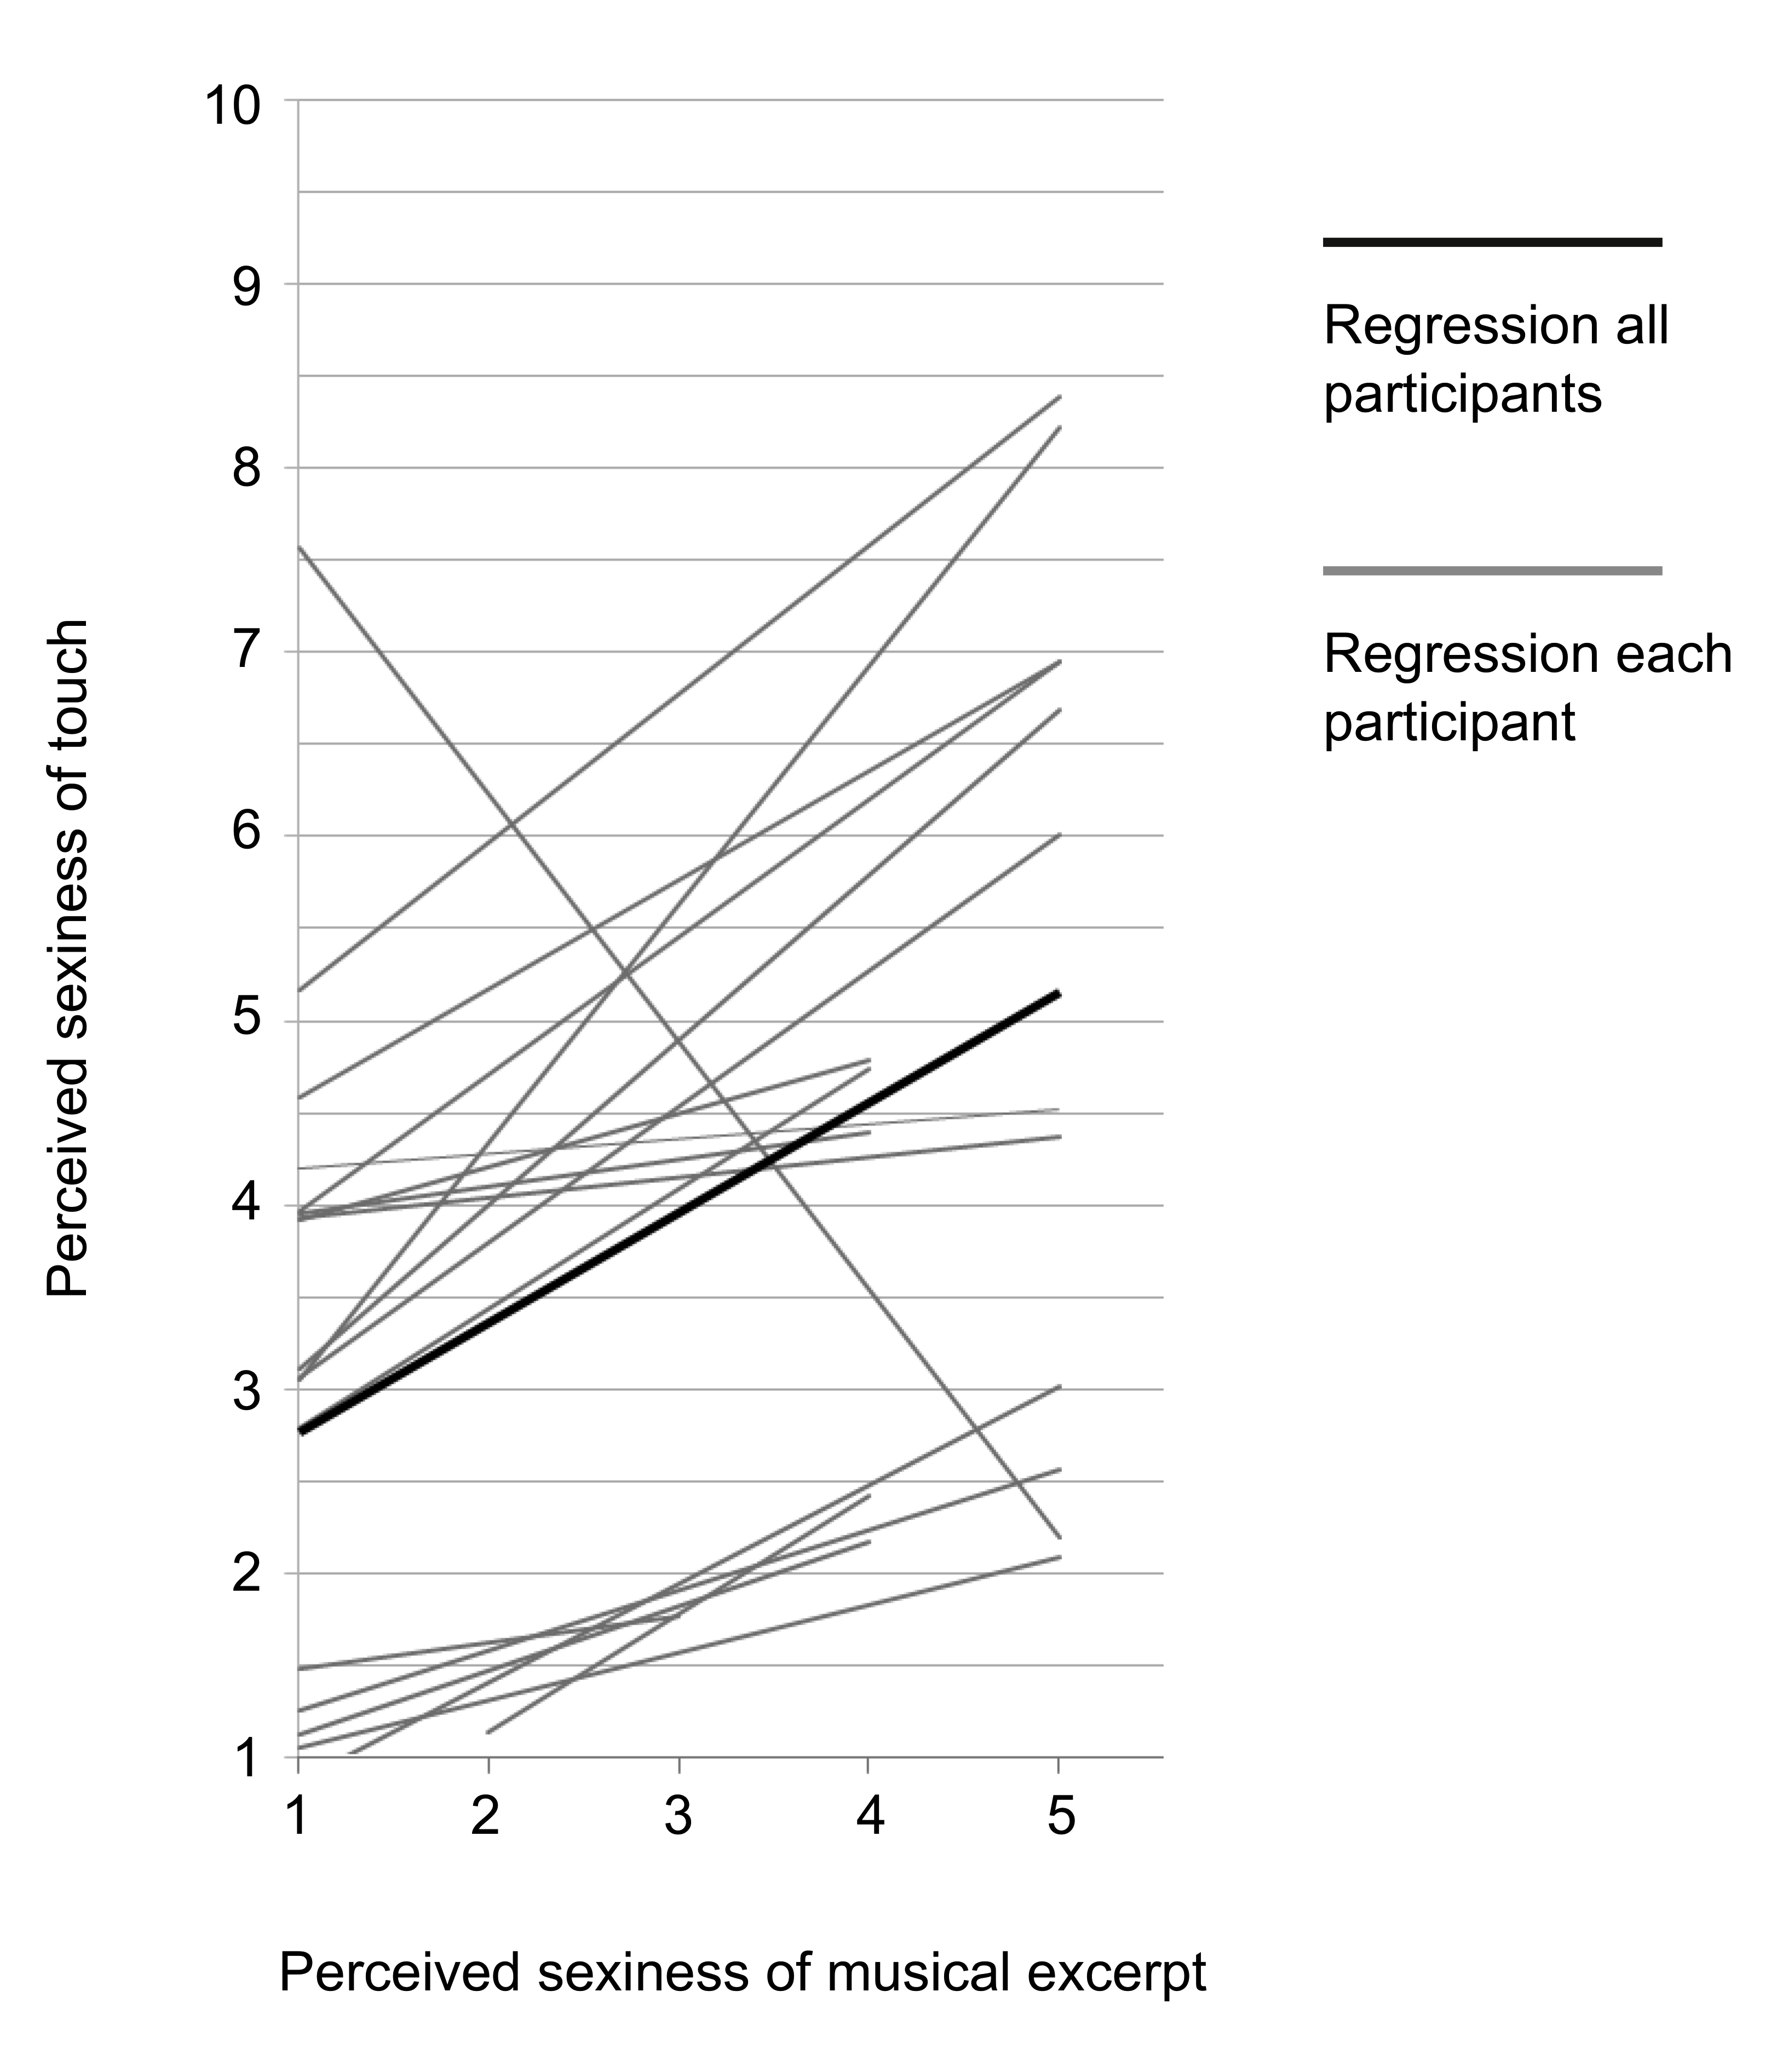 10
9
8
7
6
5
4
3
2
1
Perceived sexiness of touch
1 2 3 4 5
Perceived sexiness of musical excerpt
Regression all
participants
Regression each
participant